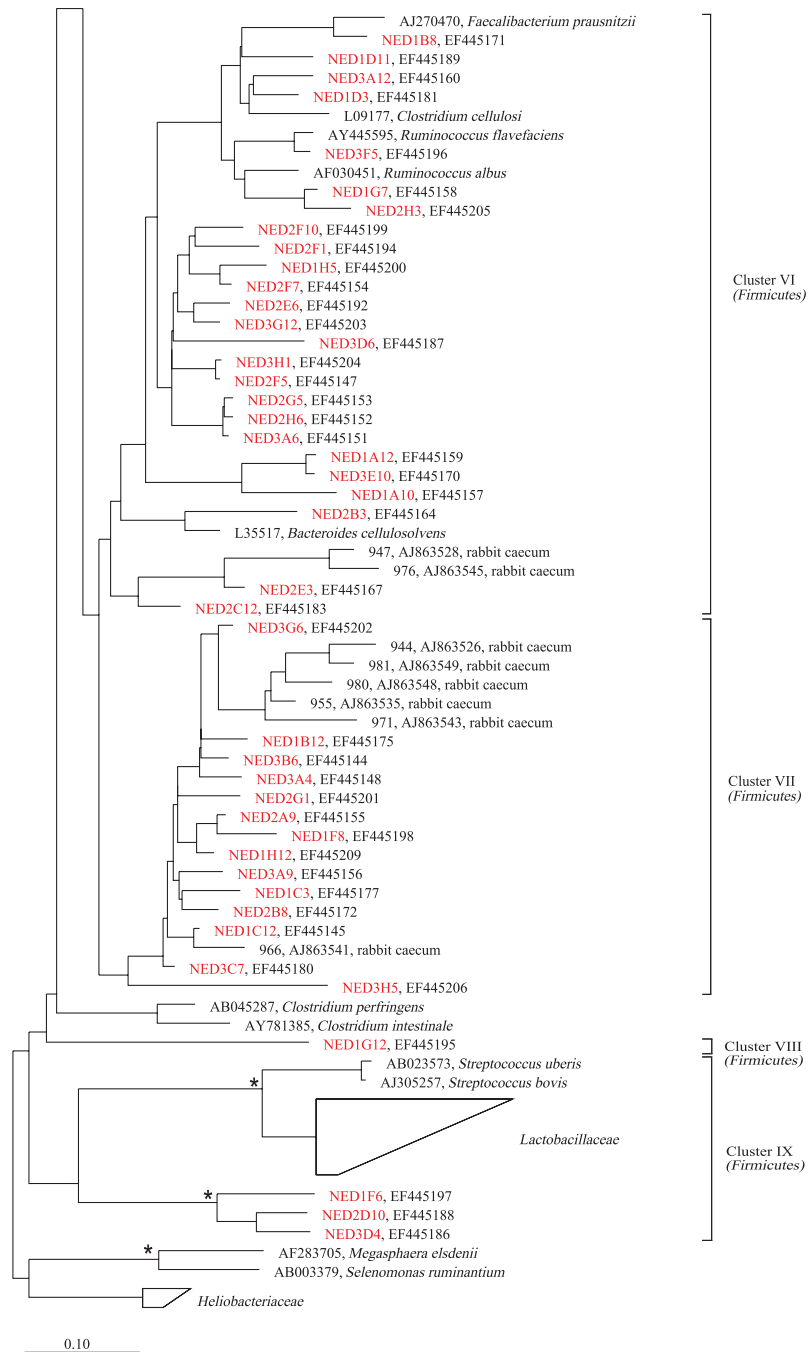 AJ270470, Faecalibacterium prausnitzii
NED1B8, EF445171
NED1D11, EF445189
NED3A12, EF445160
NED1D3, EF445181
L09177, Clostridium cellulosi
AY445595, Ruminococcus flavefaciens
NED3F5, EF445196
AF030451, Ruminococcus albus
NED1G7, EF445158
NED2H3, EF445205
NED2F10, EF445199
NED2F1, EF445194
NED1H5, EF445200
NED2F7, EF445154
Cluster VI
(Firmicutes)
NED2E6, EF445192
NED3G12, EF445203
NED3D6, EF445187
NED3H1, EF445204
NED2F5, EF445147
NED2G5, EF445153
NED2H6, EF445152
NED3A6, EF445151
NED1A12, EF445159
NED3E10, EF445170
NED1A10, EF445157
NED2B3, EF445164
L35517, Bacteroides cellulosolvens
947, AJ863528, rabbit caecum
976, AJ863545, rabbit caecum
NED2E3, EF445167
NED2C12, EF445183
NED3G6, EF445202
944, AJ863526, rabbit caecum
981, AJ863549, rabbit caecum
980, AJ863548, rabbit caecum
955, AJ863535, rabbit caecum
971, AJ863543, rabbit caecum
NED1B12, EF445175
NED3B6, EF445144
NED3A4, EF445148
Cluster VII
(Firmicutes)
NED2G1, EF445201
NED2A9, EF445155
NED1F8, EF445198
NED1H12, EF445209
NED3A9, EF445156
NED1C3, EF445177
NED2B8, EF445172
NED1C12, EF445145
966, AJ863541, rabbit caecum
NED3C7, EF445180
NED3H5, EF445206
AB045287, Clostridium perfringens
AY781385, Clostridium intestinale
NED1G12, EF445195
Cluster VIII
(Firmicutes)
AB023573, Streptococcus uberis
* AJ305257, Streptococcus bovis
Lactobacillaceae
Cluster IX
(Firmicutes)
* NED1F6, EF445197
NED2D10, EF445188
NED3D4, EF445186
* AF283705, Megasphaera elsdenii
AB003379, Selenomonas ruminantium
Heliobacteriaceae
0.10